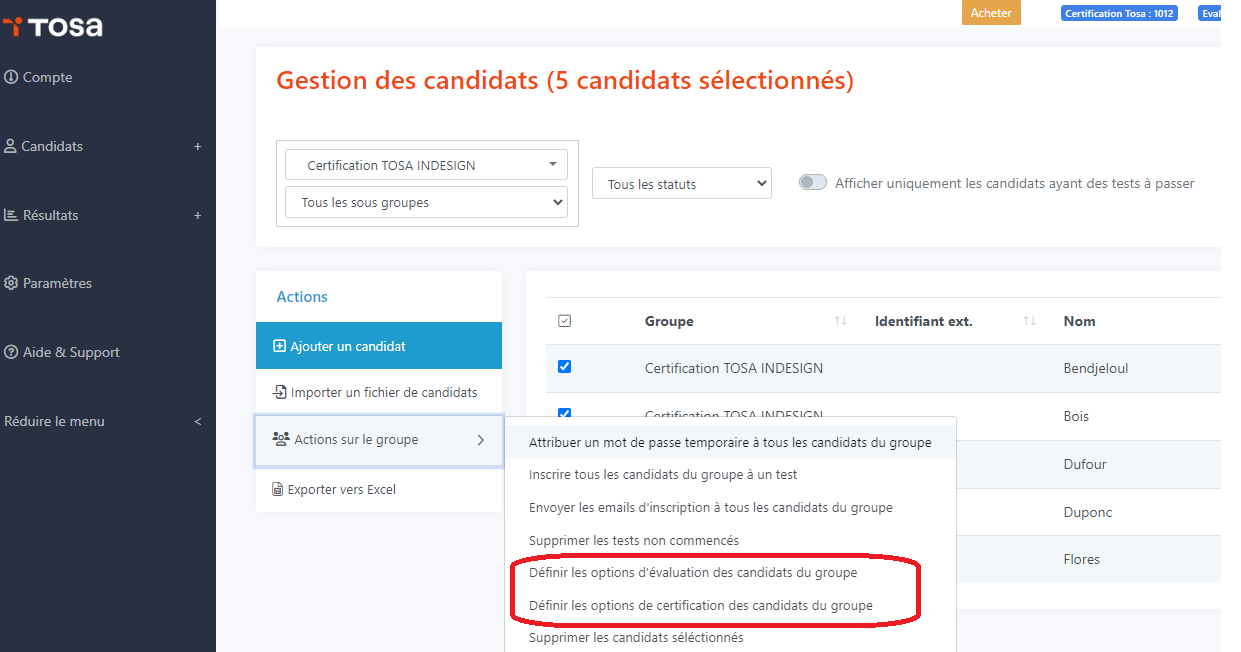 TOSA
Acheter
Certification Tosa : 1012
Eval
Compte
Candidats +
Résultats +
Paramètres
Aide & Support
Réduire le menu <
Gestion des candidats (5 candidats sélectionnés)
Certification TOSA INDESIGN
Tous les sous groupes
Tous les statuts
Afficher uniquement les candidats ayant des tests à passer
Actions
Ajouter un candidat
Importer un fichier de candidats
Actions sur le groupe
Exporter vers Excel
Groupe Identifiant ext. Nom
Certification TOSA INDESIGN Bendjeloul
Certification TOSA INDESIGN Bois
Dufour
Duponc
Flores
Attribuer un mot de passe temporaire à tous les candidats du groupe
Inscrire tous les candidats du groupe à un test
Envoyer les emails d'inscription à tous les candidats du groupe
Supprimer les tests non commencés
Définir les options d'évaluation des candidats du groupe
Définir les options de certification des candidats du groupe
Supprimer les candidats séléctionnés